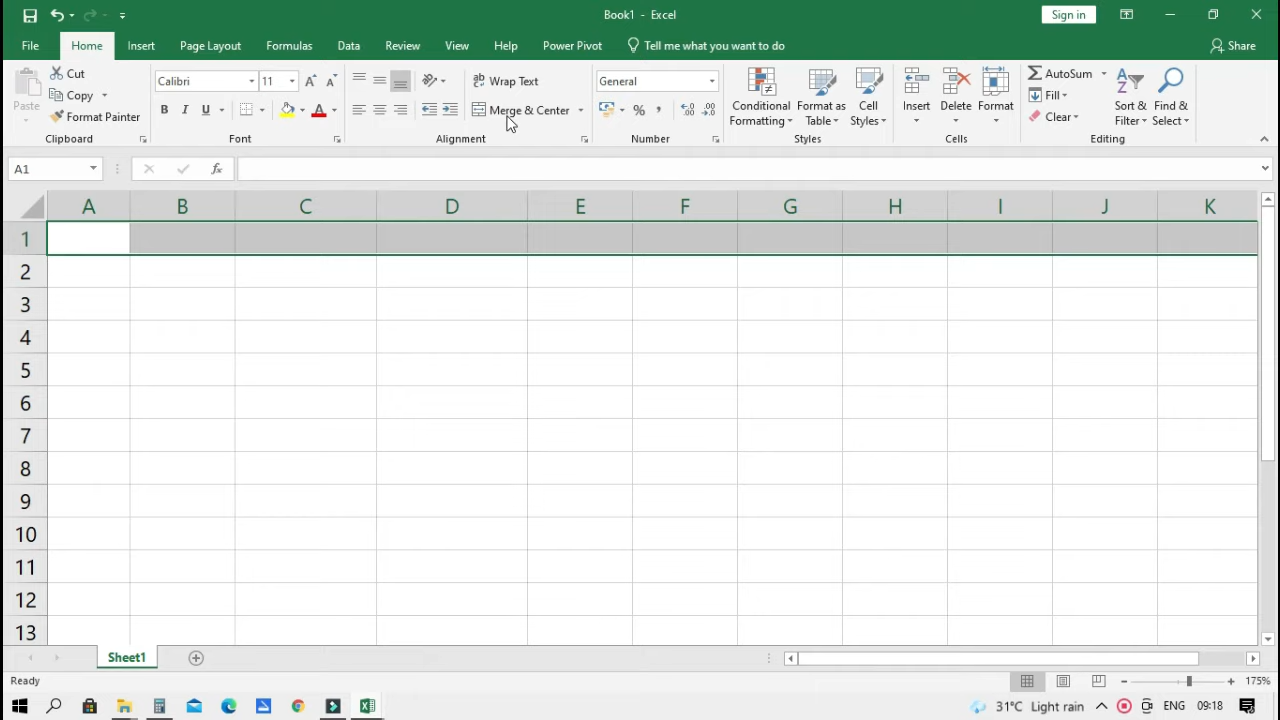 Book1 - Excel
Sign in
File Home Insert Page Layout Formulas Data Review View Help Power Pivot Tell me what you want to do Share
Paste
Cut
Copy
Format Painter
Clipboard
Calibri 11
B I U A
Font
Wrap Text
Merge & Center
Alignment
General
% ,
Number
Conditional Formatting
Format as Table
Cell Styles
Styles
Insert
Delete
Format
Cells
AutoSum
Fill
Clear
Sort & Filter
Find & Select
Editing
A1 fx
A B C D E F G H I J K
1
2
3
4
5
6
7
8
9
10
11
12
13
Sheet1
Ready 175%
31°C Light rain ENG 09:18